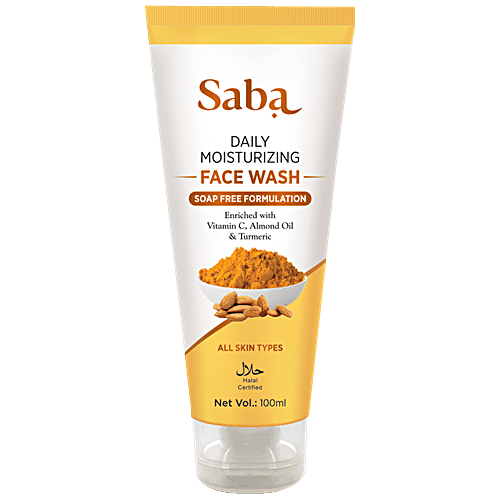 Saba
DAILY
MOISTURIZING
FACE WASH
SOAP FREE FORMULATION
Enriched with
Vitamin C, Almond Oil
& Turmeric
ALL SKIN TYPES
حلال
Halal
Certified
Net Vol.: 100ml